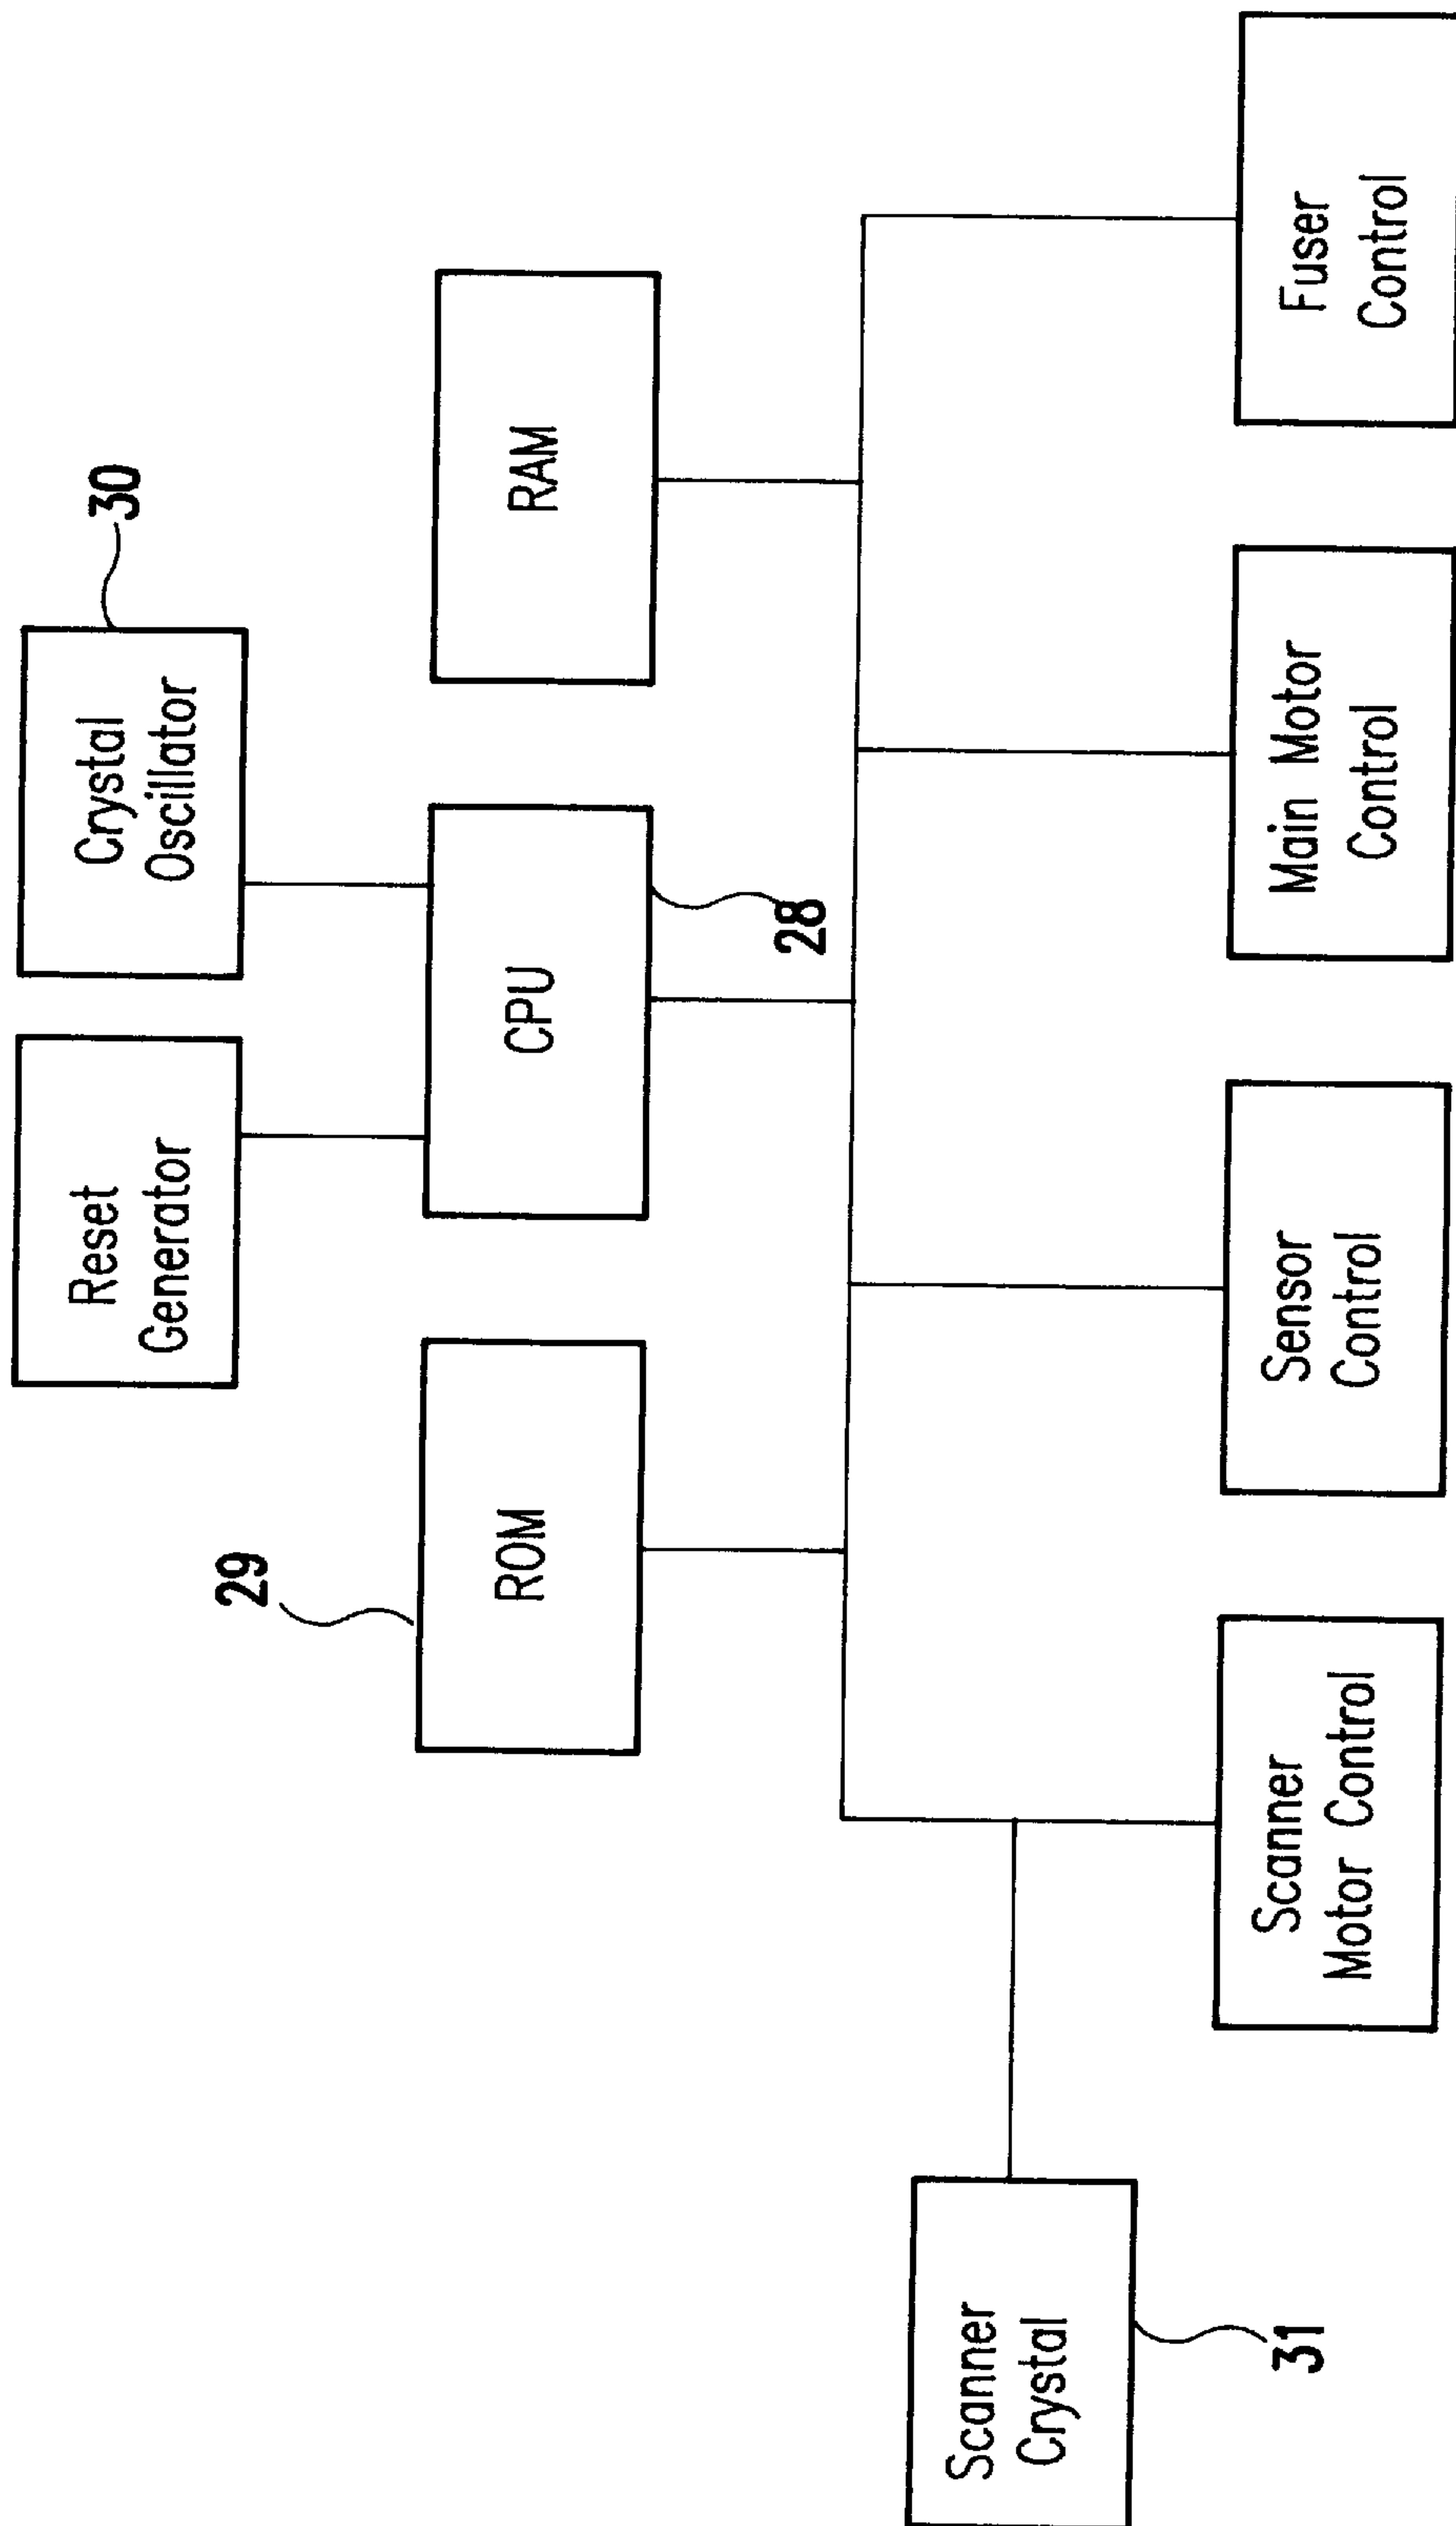 Reset
Generator
Crystal
Oscillator
30
29
ROM
CPU
28
RAM
Scanner
Crystal
31
Scanner
Motor Control
Sensor
Control
Main Motor
Control
Fuser
Control